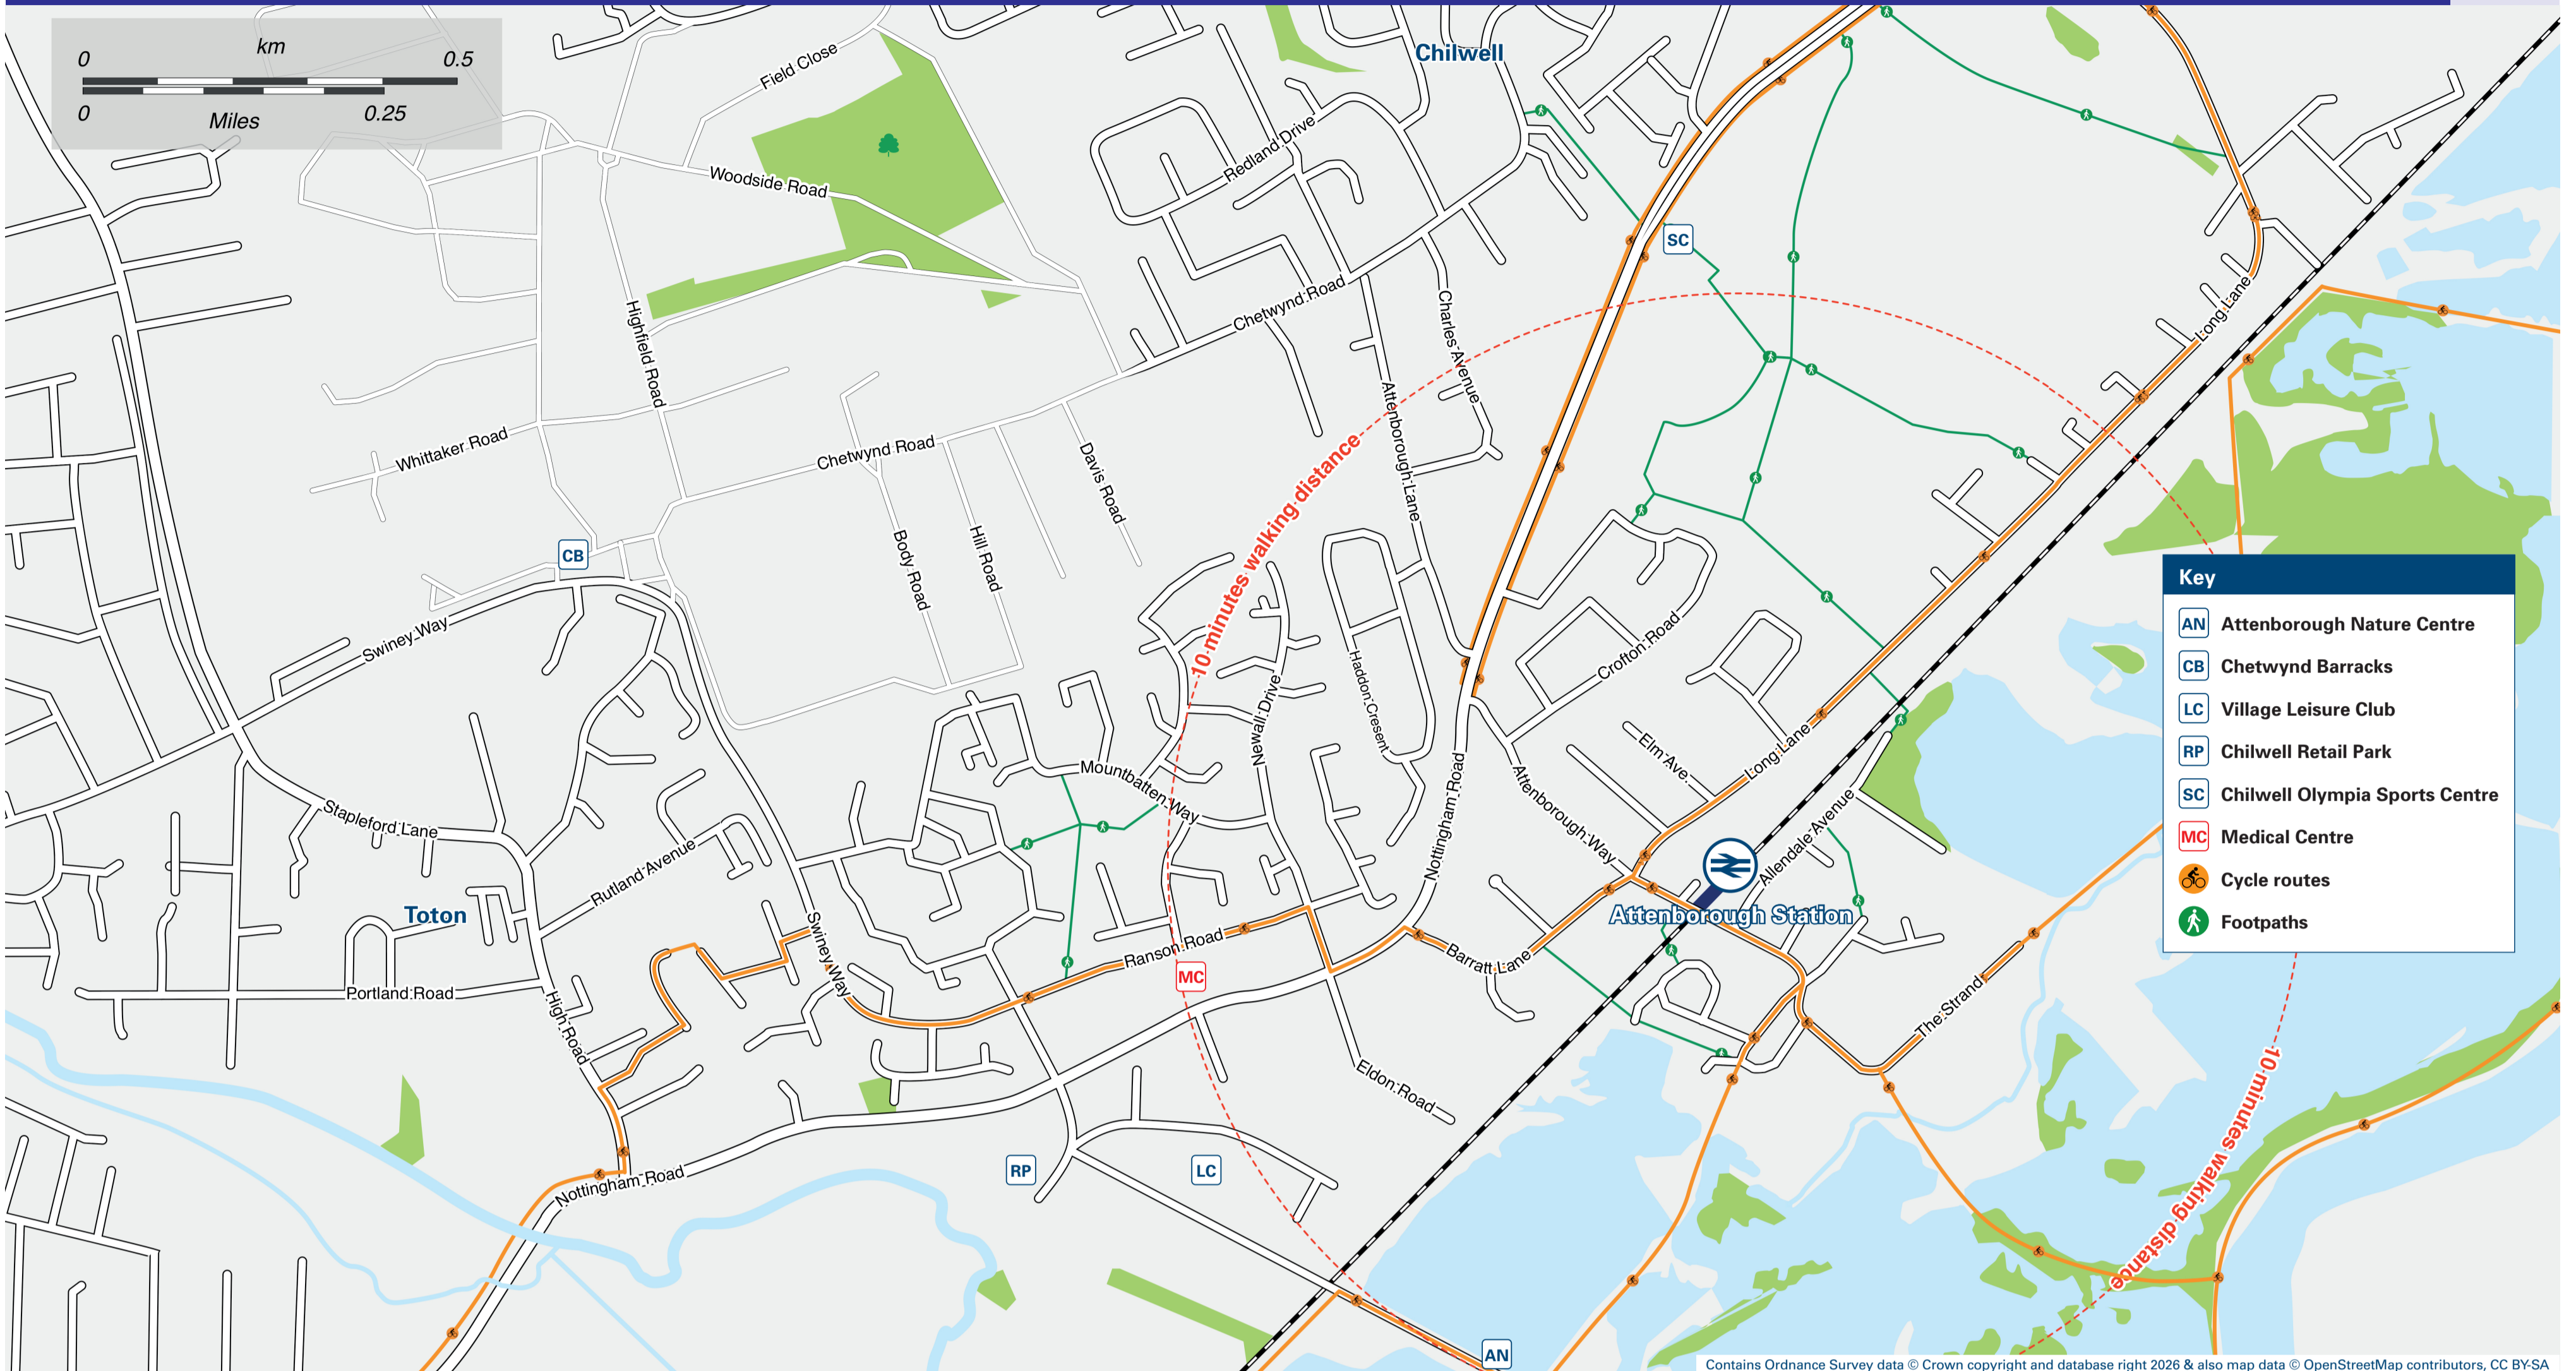 km
0
0.5
0
0.25
Miles
Field Close
Chilwell
Redland Drive
Woodside Road
SC
Highfield Road
Chetwynd Road
Charles Avenue
Long Lane
Attenborough Lane
Whittaker Road
Chetwynd Road
Davis Road
10 minutes walking distance
CB
Body Road
Hill Road
Swiney Way
Haddon Cresent
Crofton Road
Newall Drive
Mountbatten Way
Elm Ave.
Long Lane
Nottingham Road
Attenborough Way
Allendale Avenue
Stapleford Lane
Rutland Avenue
Toton
Attenborough Station
Swiney Way
Ranson Road
Barratt Lane
MC
Portland Road
High Road
The Strand
Eldon Road
Nottingham Road
RP
LC
10 minutes walking distance
AN
Key
AN Attenborough Nature Centre
CB Chetwynd Barracks
LC Village Leisure Club
RP Chilwell Retail Park
SC Chilwell Olympia Sports Centre
MC Medical Centre
Cycle routes
Footpaths
Contains Ordnance Survey data © Crown copyright and database right 2026 & also map data © OpenStreetMap contributors, CC BY-SA